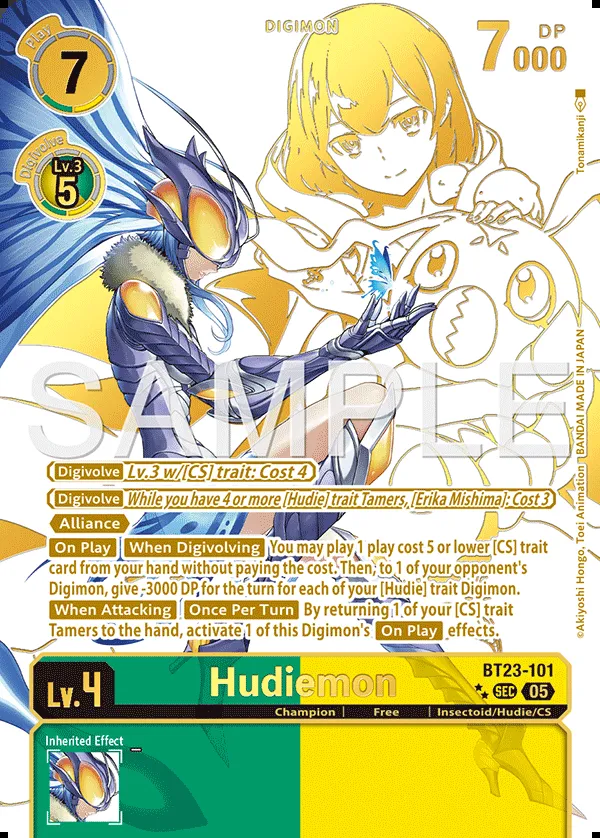 DIGIMON
Play
7
7000 DP
Digivolve
Lv.3
5
Tonamikanji
SAMPLE
©Akiyoshi Hongo, Toei Animation BANDAI MADE IN JAPAN
Digivolve Lv.3 w/[CS] trait: Cost 4
Digivolve While you have 4 or more [Hudie] trait Tamers, [Erika Mishima]: Cost 3
Alliance
On Play When Digivolving You may play 1 play cost 5 or lower [CS] trait
card from your hand without paying the cost. Then, to 1 of your opponent's
Digimon, give -3000 DP for the turn for each of your [Hudie] trait Digimon.
When Attacking Once Per Turn By returning 1 of your [CS] trait
Tamers to the hand, activate 1 of this Digimon's On Play effects.
BT23-101
Lv.4
Hudiemon
SEC 05
Champion | Free | Insectoid/Hudie/CS
Inherited Effect
-